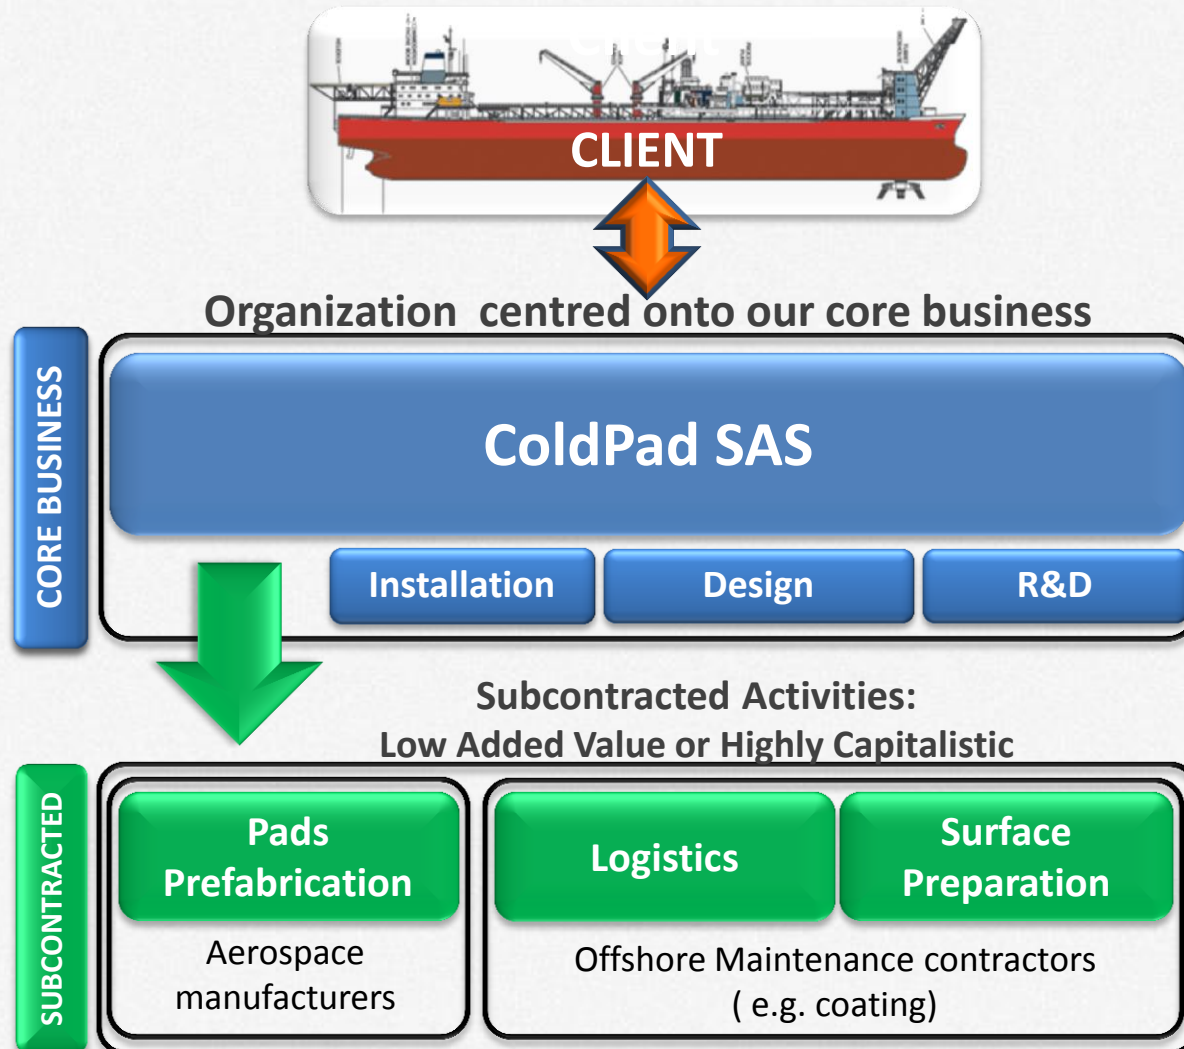 Client
CLIENT
Organization centred onto our core business
CORE BUSINESS
ColdPad SAS
Installation
Design
R&D
Subcontracted Activities:
Low Added Value or Highly Capitalistic
SUBCONTRACTED
Pads
Prefabrication
Logistics
Surface
Preparation
Aerospace
manufacturers
Offshore Maintenance contractors
( e.g. coating)